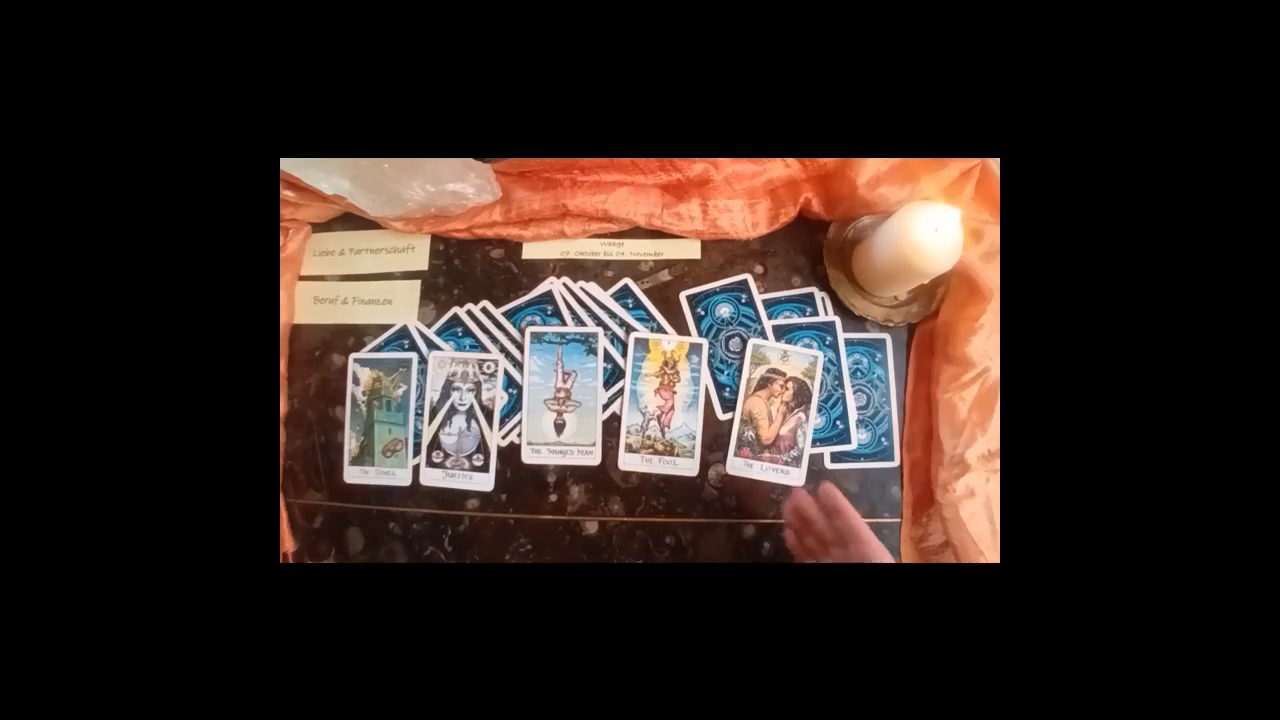 Waage
07. Oktober bis 04. November
Liebe & Partnerschaft
Beruf & Finanzen
THE TOWER
JUSTICE
THE HANGED MAN
THE FOOL
THE LOVERS